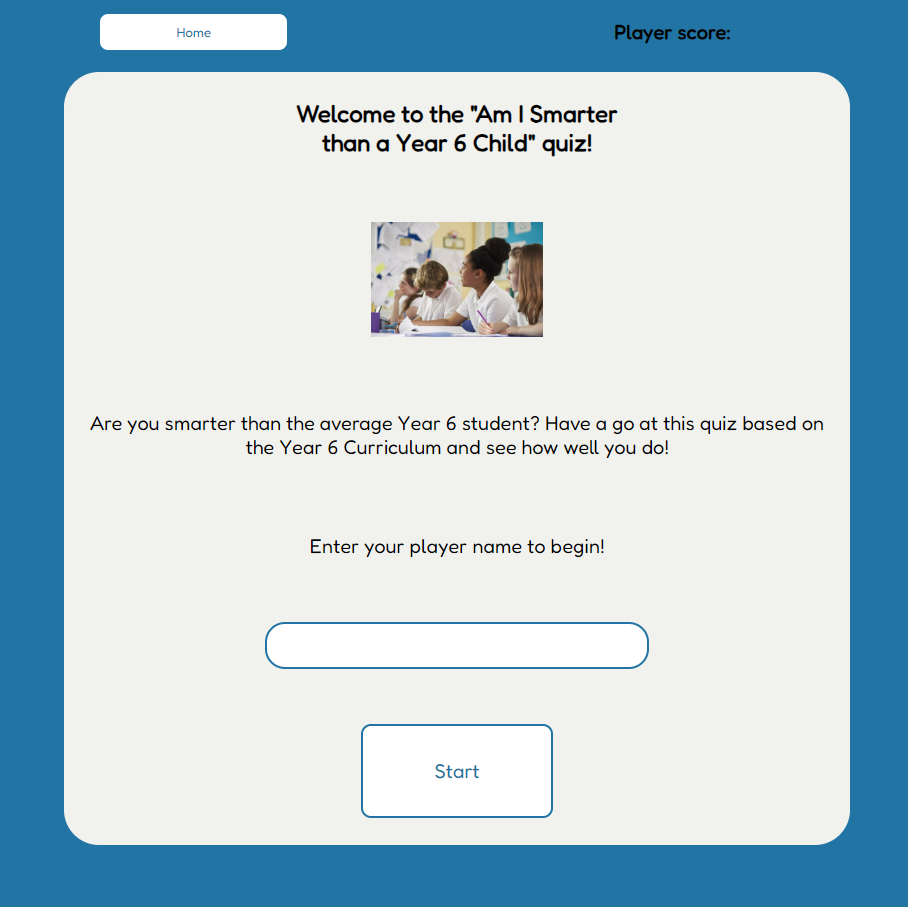 Home
Player score:
Welcome to the "Am I Smarter
than a Year 6 Child" quiz!
Are you smarter than the average Year 6 student? Have a go at this quiz based on
the Year 6 Curriculum and see how well you do!
Enter your player name to begin!
Start